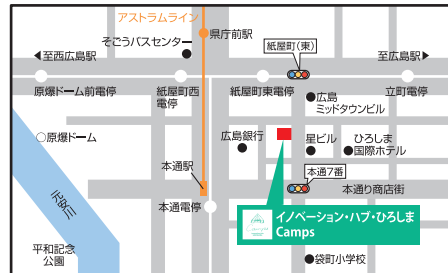 アストラムライン
県庁前駅
そごうバスセンター
紙屋町(東)
◀至西広島駅
至広島駅▶
原爆ドーム前電停
紙屋町西
電停
紙屋町東電停
立町電停
広島
ミッドタウンビル
○原爆ドーム
広島銀行
星ビル
ひろしま
国際ホテル
本通駅
本通7番
本通り商店街
本通電停
元安川
イノベーション・ハブ・ひろしま
Camps
平和記念
公園
袋町小学校